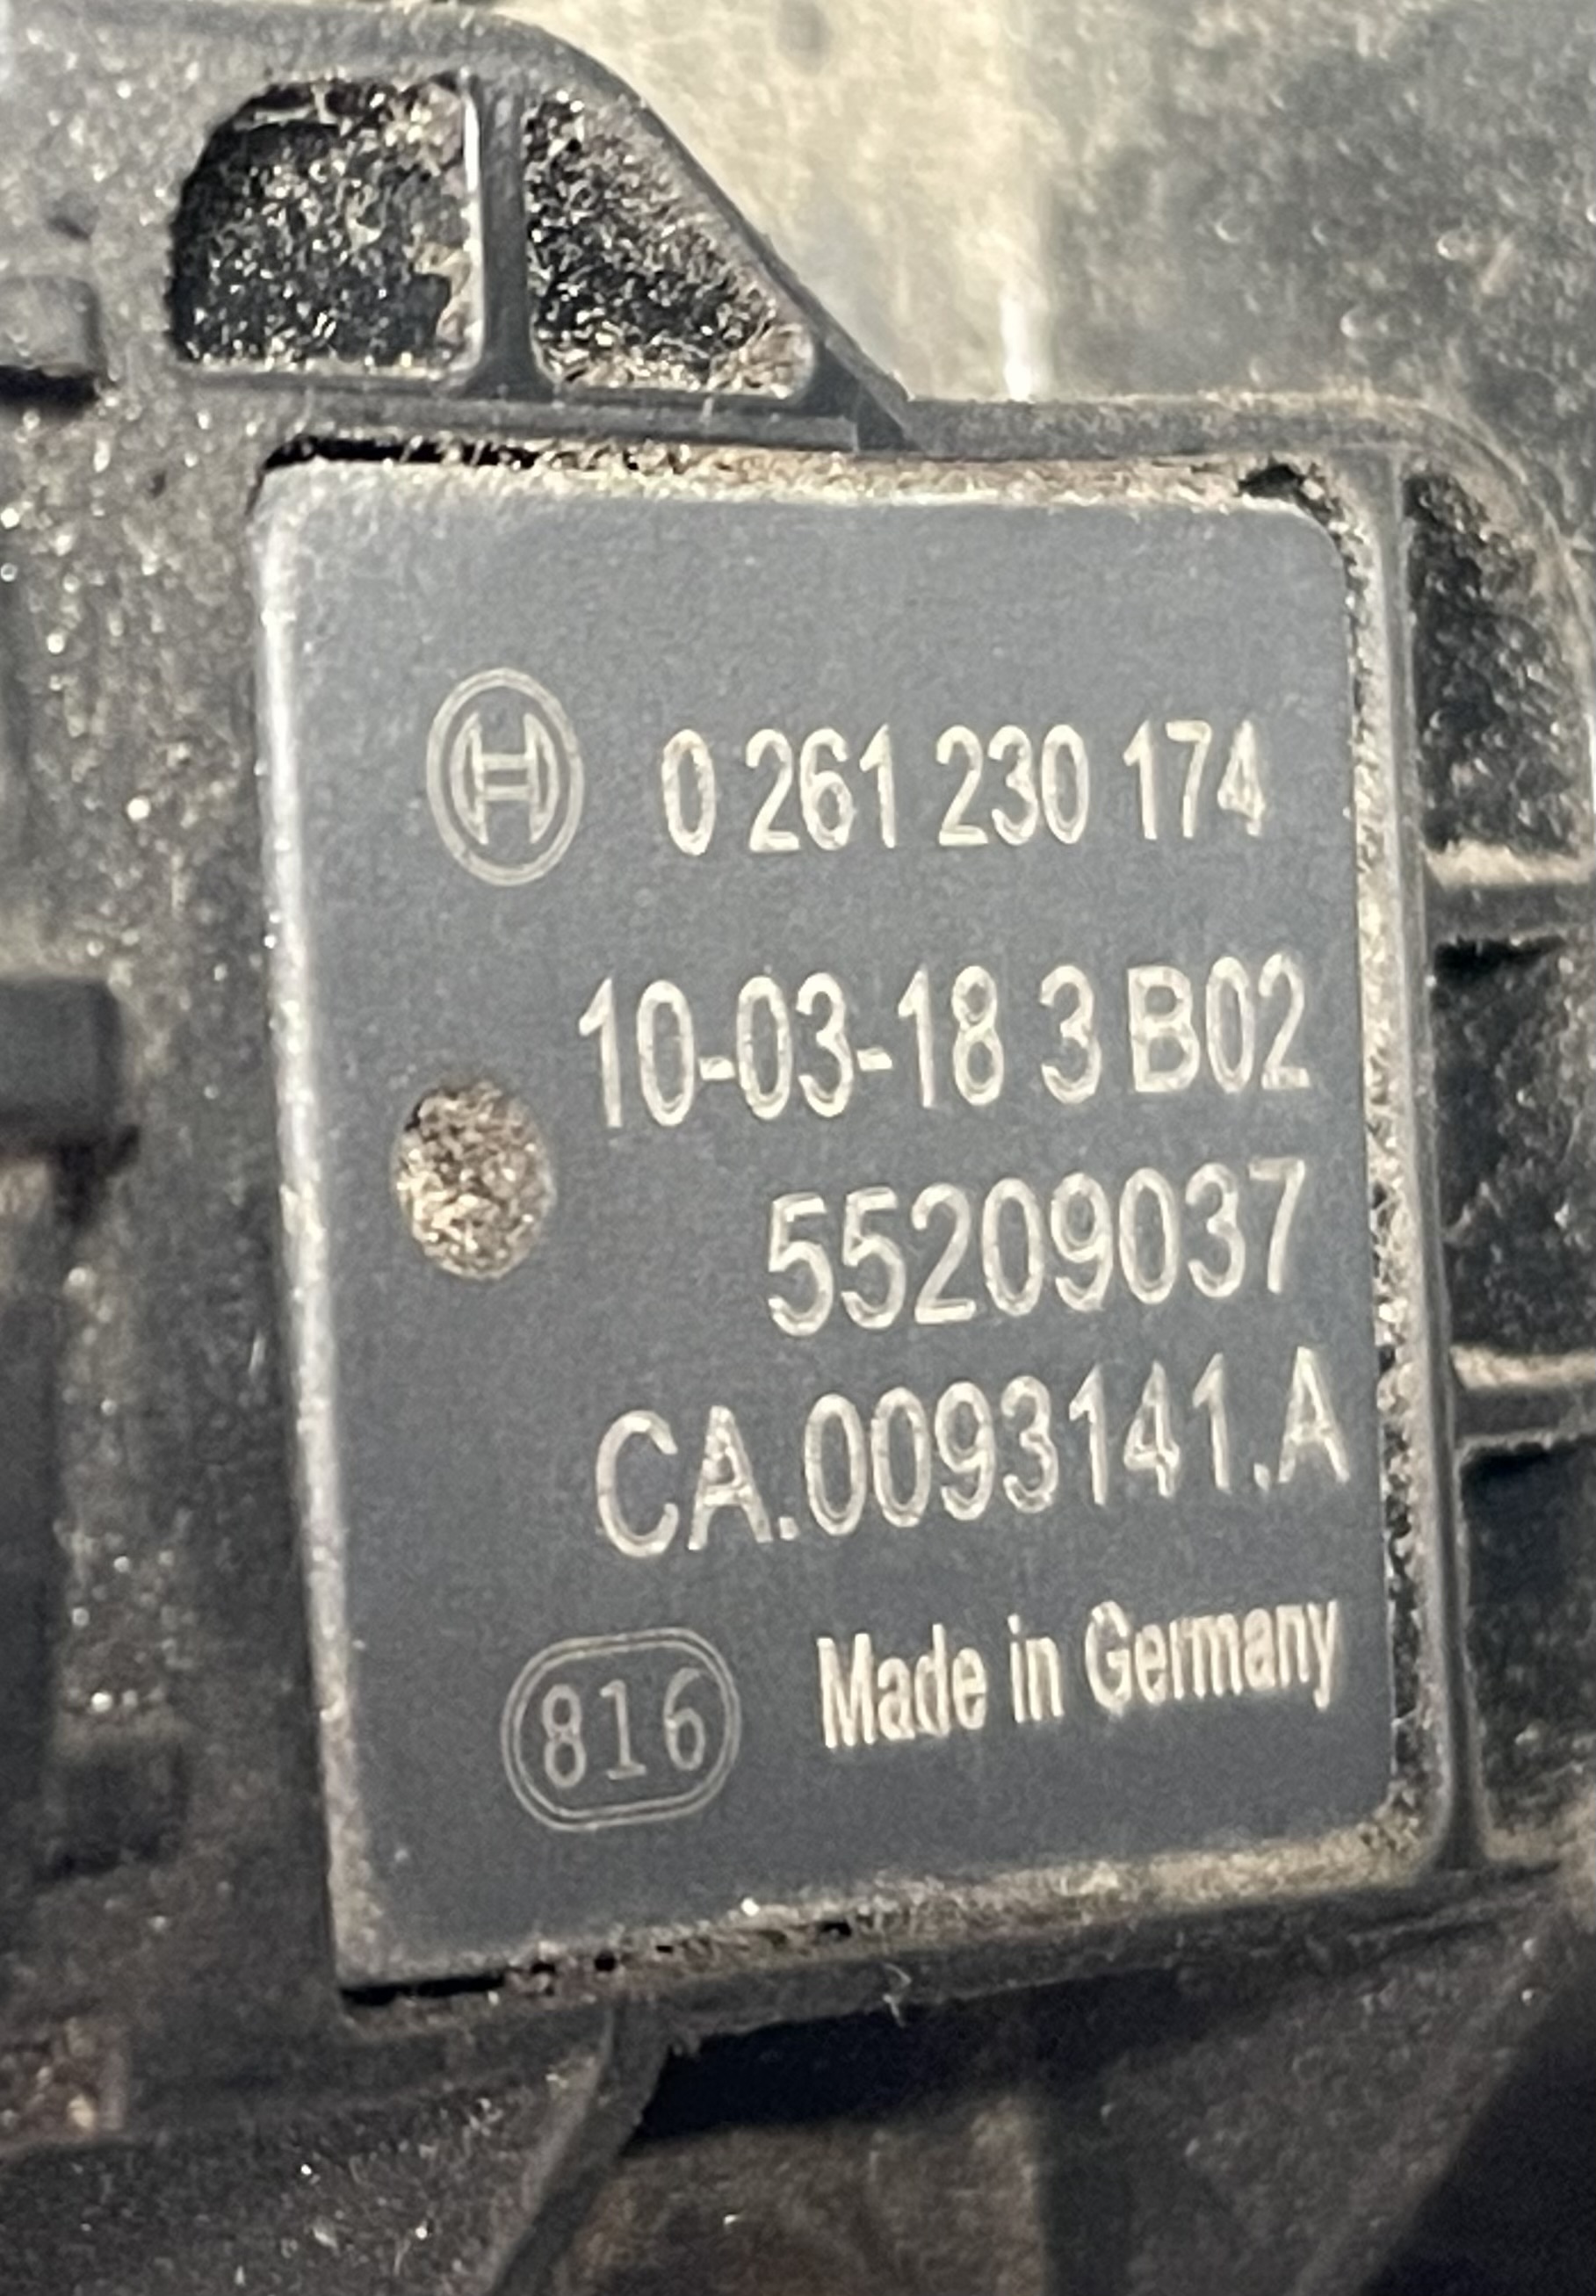 0 261 230 174
10-03-18 3 B02
55209037
CA.0093141.A
816 Made in Germany